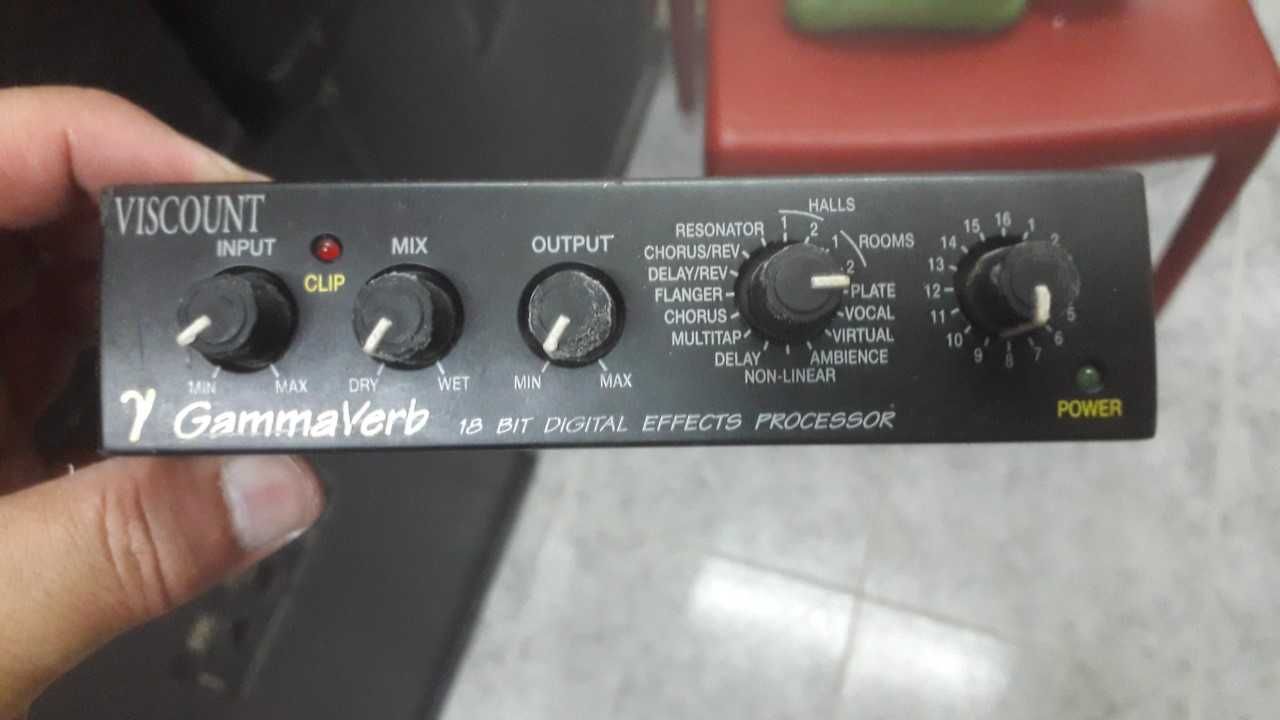 VISCOUNT
INPUT
CLIP
MIX
OUTPUT
MIN MAX
DRY WET
MIN MAX
HALLS
1 2
ROOMS
1 2
PLATE
VOCAL
VIRTUAL
AMBIENCE
NON-LINEAR
DELAY
MULTITAP
CHORUS
FLANGER
DELAY/REV
CHORUS/REV
RESONATOR
1 2 5 6 7 8 9 10 11 12 13 14 15 16
POWER
γ GammaVerb 18 BIT DIGITAL EFFECTS PROCESSOR